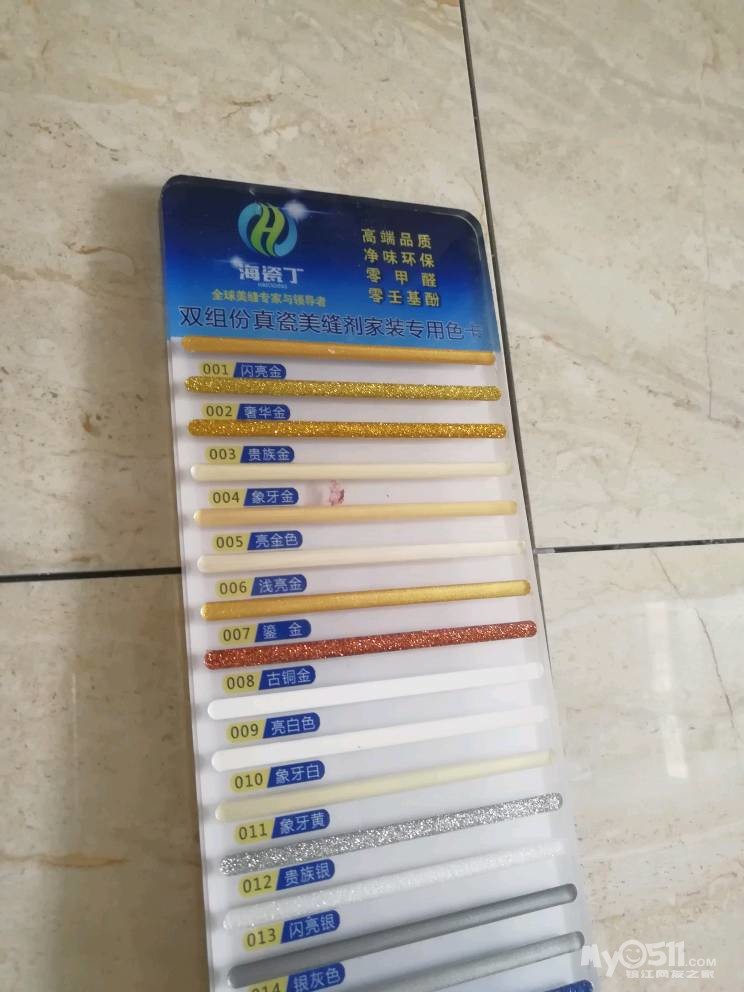 海瓷丁
全球美缝专家与领导者
高端品质
净味环保
零甲醛
零壬基酚
双组份真瓷美缝剂家装专用色卡
001 闪亮金
002 奢华金
003 贵族金
004 象牙金
005 亮金色
006 浅亮金
007 鎏金
008 古铜金
009 亮白色
010 象牙白
011 象牙黄
012 贵族银
013 闪亮银
014 银灰色
My0511.COM
镇江网友之家